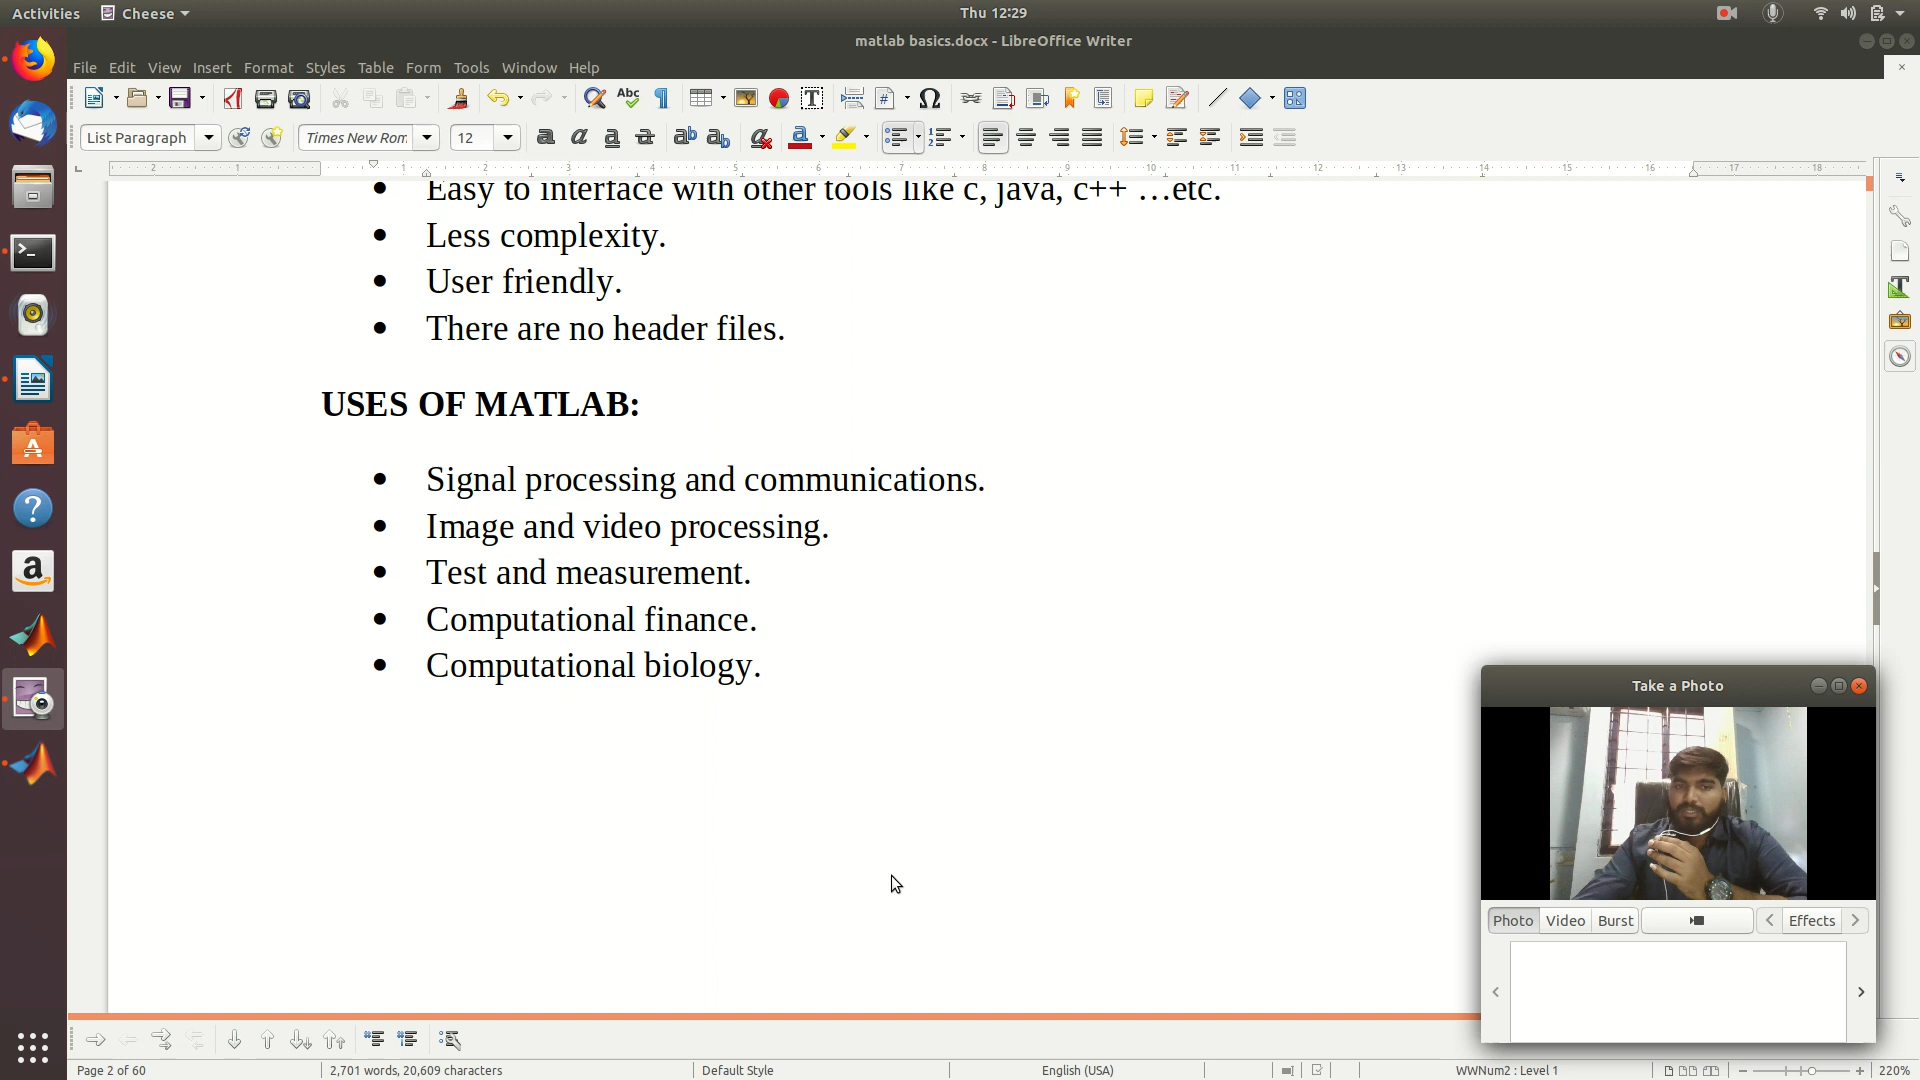 Activities Cheese Thu 12:29
matlab basics.docx - LibreOffice Writer
File Edit View Insert Format Styles Table Form Tools Window Help
List Paragraph Times New Rom 12
Easy to interface with other tools like c, java, c++ …etc.
• Less complexity.
• User friendly.
• There are no header files.
USES OF MATLAB:
• Signal processing and communications.
• Image and video processing.
• Test and measurement.
• Computational finance.
• Computational biology.
Take a Photo
Photo Video Burst Effects
Page 2 of 60 2,701 words, 20,609 characters Default Style English (USA) WWNum2 : Level 1 220%